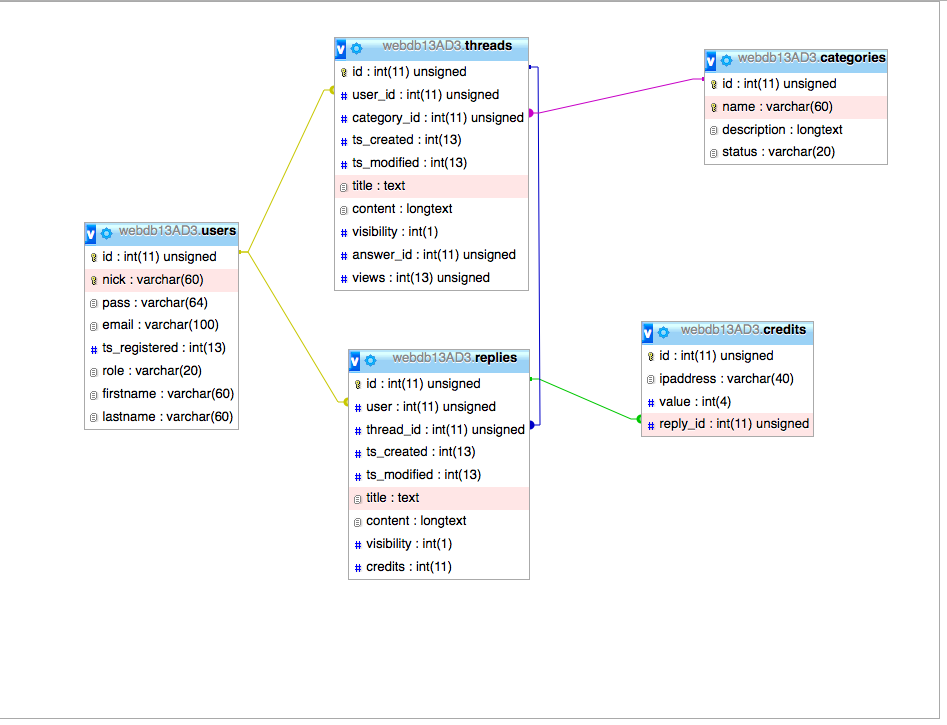 webdb13AD3.threads
id : int(11) unsigned
user_id : int(11) unsigned
category_id : int(11) unsigned
ts_created : int(13)
ts_modified : int(13)
title : text
content : longtext
visibility : int(1)
answer_id : int(11) unsigned
views : int(13) unsigned
webdb13AD3.categories
id : int(11) unsigned
name : varchar(60)
description : longtext
status : varchar(20)
webdb13AD3.users
id : int(11) unsigned
nick : varchar(60)
pass : varchar(64)
email : varchar(100)
ts_registered : int(13)
role : varchar(20)
firstname : varchar(60)
lastname : varchar(60)
webdb13AD3.replies
id : int(11) unsigned
user : int(11) unsigned
thread_id : int(11) unsigned
ts_created : int(13)
ts_modified : int(13)
title : text
content : longtext
visibility : int(1)
credits : int(11)
webdb13AD3.credits
id : int(11) unsigned
ipaddress : varchar(40)
value : int(4)
reply_id : int(11) unsigned